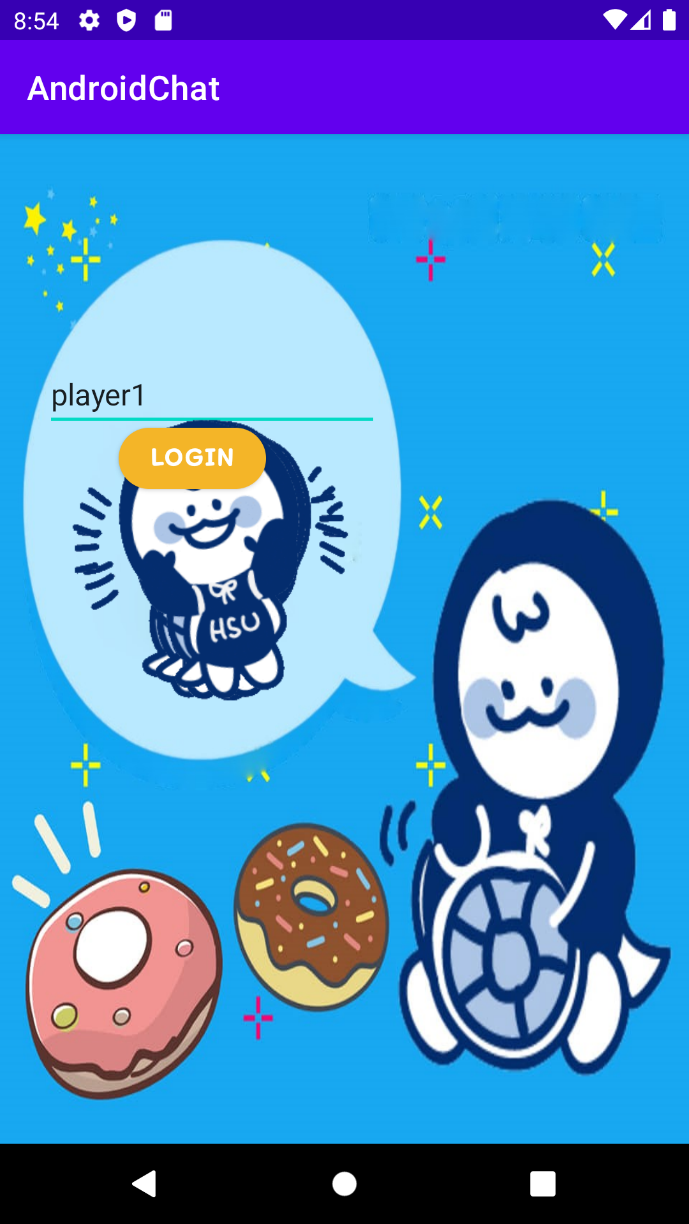 8:54
AndroidChat
player1
LOGIN
HSU